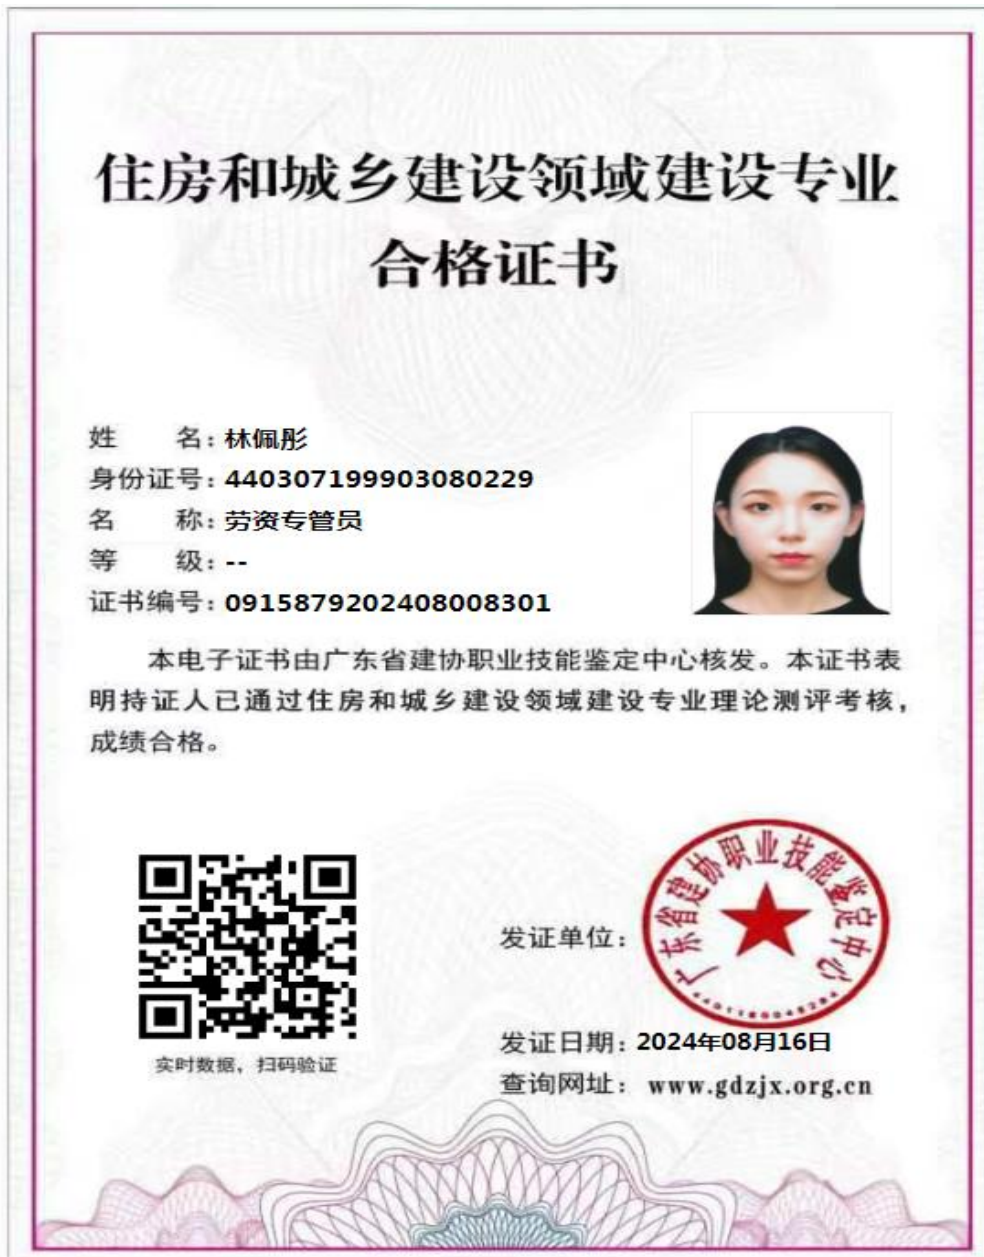 住房和城乡建设领域建设专业
合格证书
姓 名：林佩彤
身份证号：440307199903080229
名 称：劳资专管员
等 级：--
证书编号：0915879202408008301
本电子证书由广东省建协职业技能鉴定中心核发。本证书表
明持证人已通过住房和城乡建设领域建设专业理论测评考核，
成绩合格。
广东省建协职业技能鉴定中心
发证单位：
发证日期：2024年08月16日
实时数据，扫码验证
查询网址：www.gdzjx.org.cn